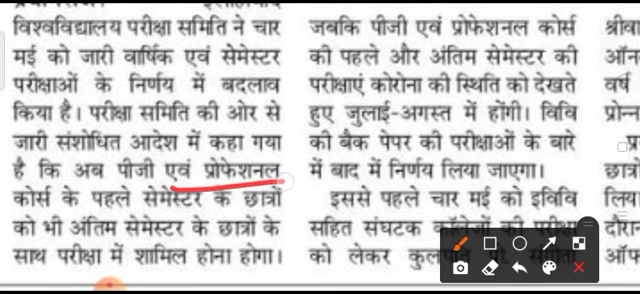 विश्वविद्यालय परीक्षा समिति ने चार
मई को जारी वार्षिक एवं सेमेस्टर
परीक्षाओं के निर्णय में बदलाव
किया है। परीक्षा समिति की ओर से
जारी संशोधित आदेश में कहा गया
है कि अब पीजी एवं प्रोफेशनल
कोर्स के पहले सेमेस्टर के छात्रों
को भी अंतिम सेमेस्टर के छात्रों के
साथ परीक्षा में शामिल होना होगा।
जबकि पीजी एवं प्रोफेशनल कोर्स
की पहले और अंतिम सेमेस्टर की
परीक्षाएं कोरोना की स्थिति को देखते
हुए जुलाई-अगस्त में होंगी। विवि
की बैक पेपर की परीक्षाओं के बारे
में बाद में निर्णय लिया जाएगा।
इससे पहले चार मई को इविवि
सहित संघटक कॉलेजों की परीक्षा
को लेकर
वर्ष